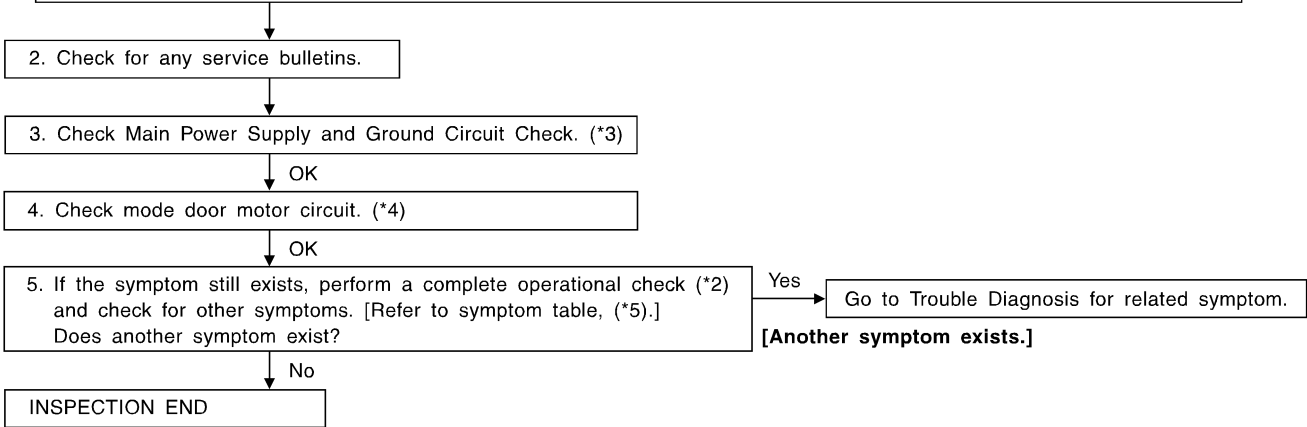 2. Check for any service bulletins.
3. Check Main Power Supply and Ground Circuit Check. (*3)
OK
4. Check mode door motor circuit. (*4)
OK
5. If the symptom still exists, perform a complete operational check (*2)
and check for other symptoms. [Refer to symptom table, (*5).]
Does another symptom exist?
Yes
Go to Trouble Diagnosis for related symptom.
[Another symptom exists.]
No
INSPECTION END